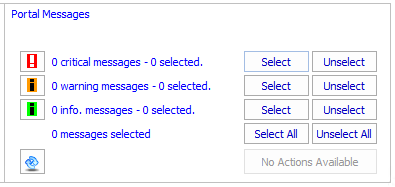 Portal Messages
0 critical messages - 0 selected. Select Unselect
0 warning messages - 0 selected. Select Unselect
0 info. messages - 0 selected. Select Unselect
0 messages selected Select All Unselect All
No Actions Available